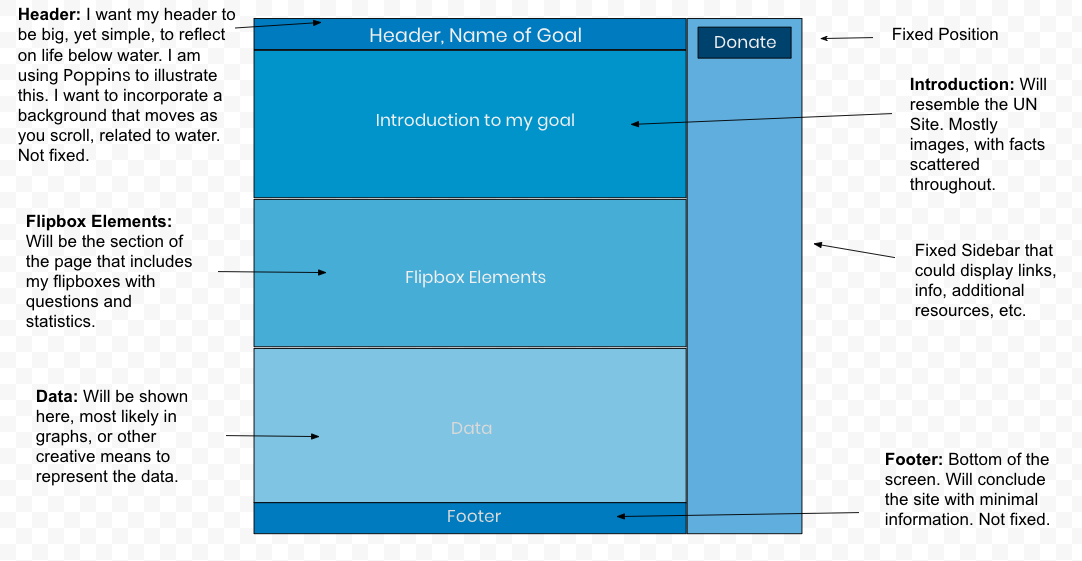 Header: I want my header to
be big, yet simple, to reflect
on life below water. I am
using Poppins to illustrate
this. I want to incorporate a
background that moves as
you scroll, related to water.
Not fixed.
Header, Name of Goal
Donate
Fixed Position
Introduction to my goal
Introduction: Will
resemble the UN
Site. Mostly
images, with facts
scattered
throughout.
Flipbox Elements:
Will be the section of
the page that includes
my flipboxes with
questions and
statistics.
Flipbox Elements
Fixed Sidebar that
could display links,
info, additional
resources, etc.
Data: Will be shown
here, most likely in
graphs, or other
creative means to
represent the data.
Data
Footer
Footer: Bottom of the
screen. Will conclude
the site with minimal
information. Not fixed.